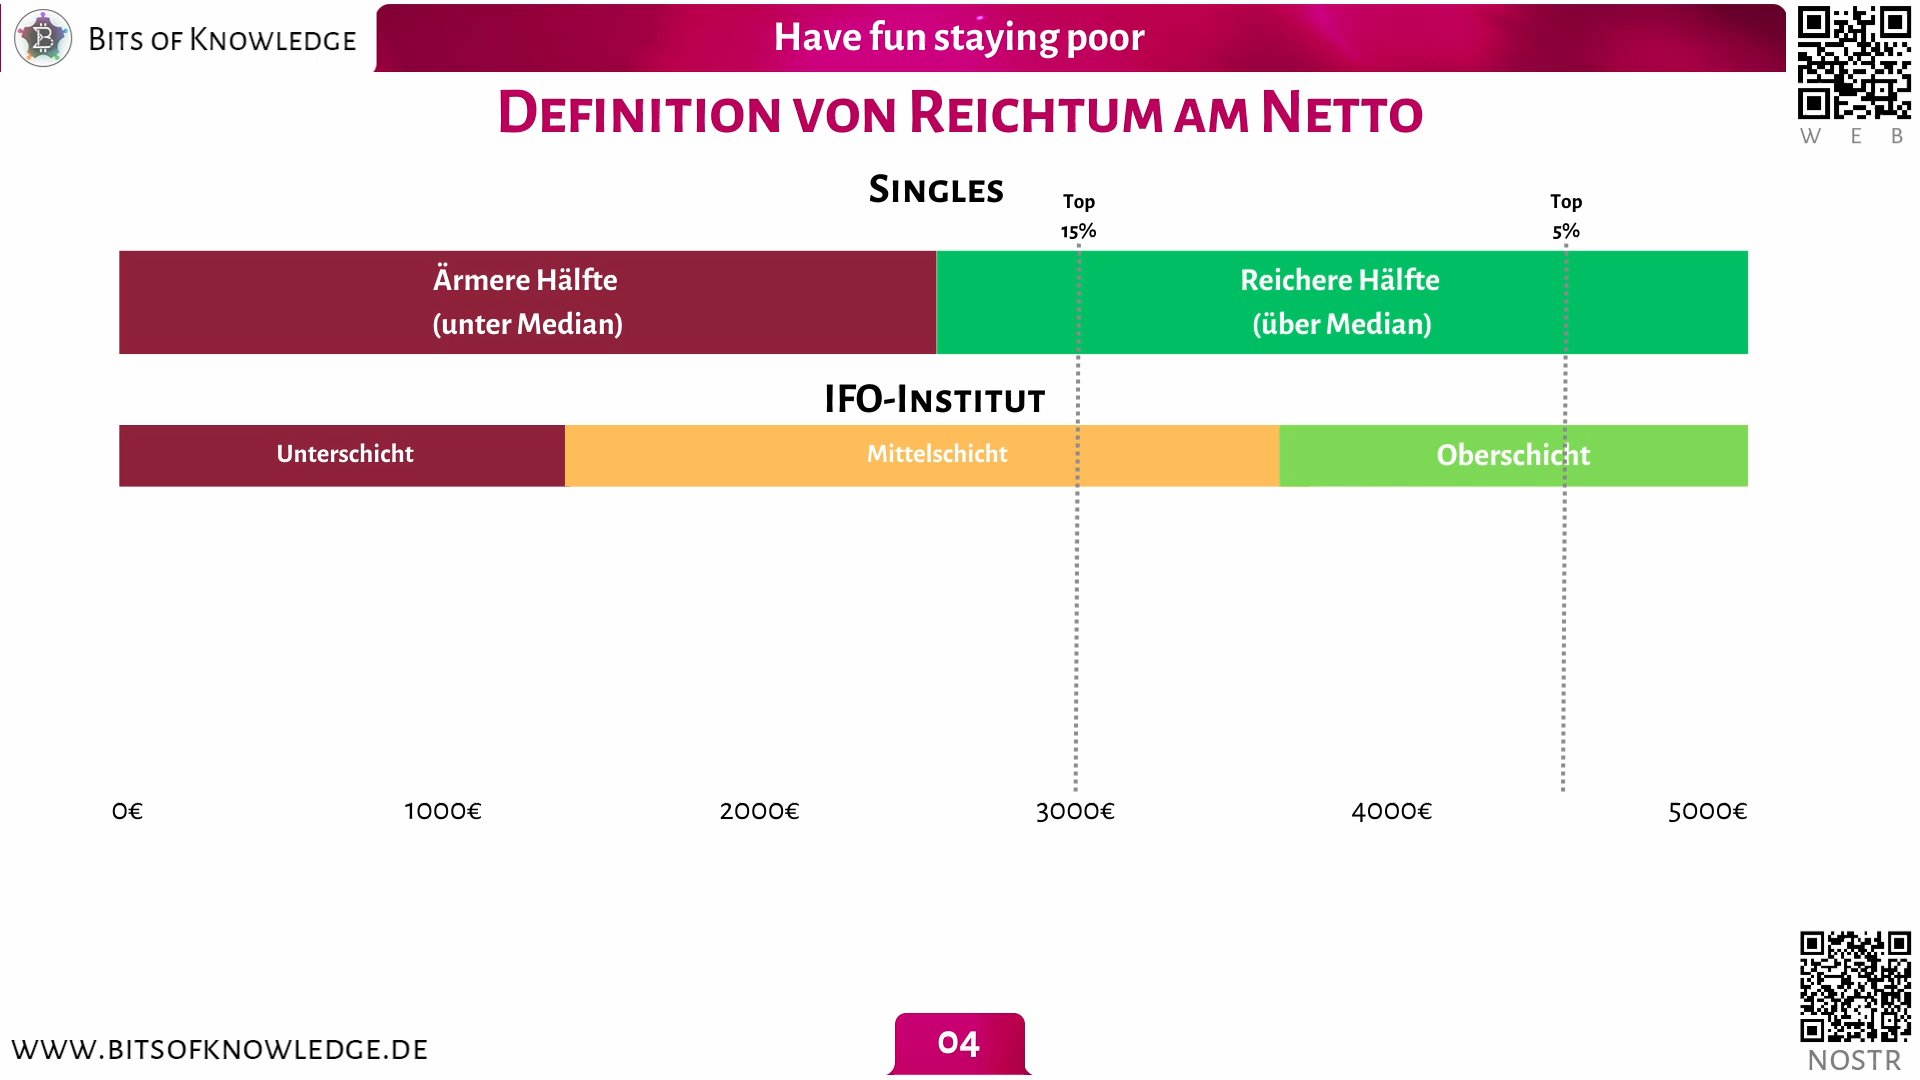 BITS OF KNOWLEDGE
Have fun staying poor
DEFINITION VON REICHTUM AM NETTO
W E B
SINGLES
Top
15%
Top
5%
Ärmere Hälfte
(unter Median)
Reichere Hälfte
(über Median)
IFO-INSTITUT
Unterschicht
Mittelschicht
Oberschicht
0€ 1000€ 2000€ 3000€ 4000€ 5000€
WWW.BITSOFKNOWLEDGE.DE
04
NOSTR